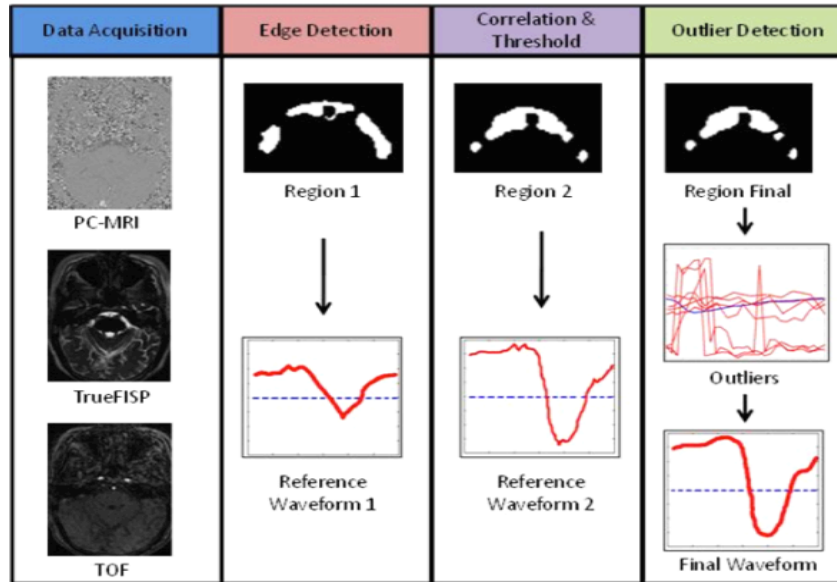 Data Acquisition
Edge Detection
Correlation &
Threshold
Outlier Detection
PC-MRI
TrueFISP
TOF
Region 1
Reference
Waveform 1
Region 2
Reference
Waveform 2
Region Final
Outliers
Final Waveform